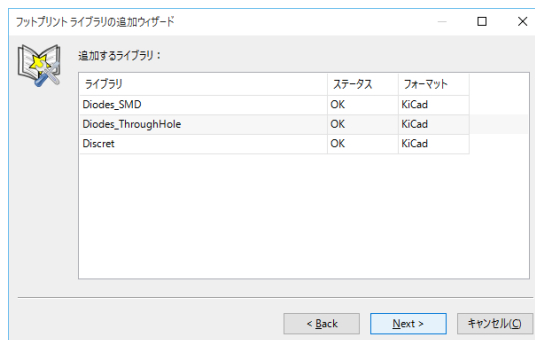 フットプリント ライブラリの追加ウィザード
追加するライブラリ：
ライブラリ ステータス フォーマット
Diodes_SMD OK KiCad
Diodes_ThroughHole OK KiCad
Discret OK KiCad
< Back Next > キャンセル(C)